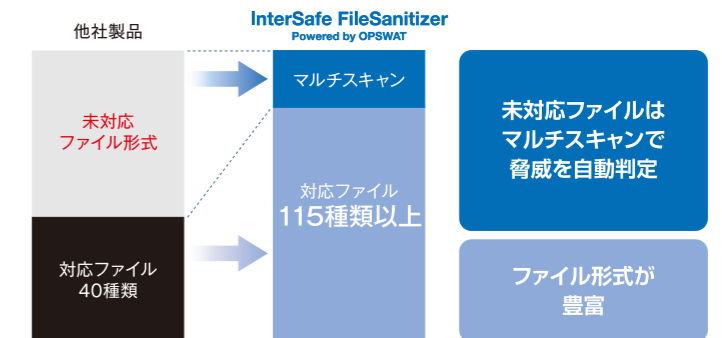 他社製品
未対応
ファイル形式
対応ファイル
40種類
InterSafe FileSanitizer
Powered by OPSWAT
マルチスキャン
対応ファイル
115種類以上
未対応ファイルは
マルチスキャンで
脅威を自動判定
ファイル形式が
豊富